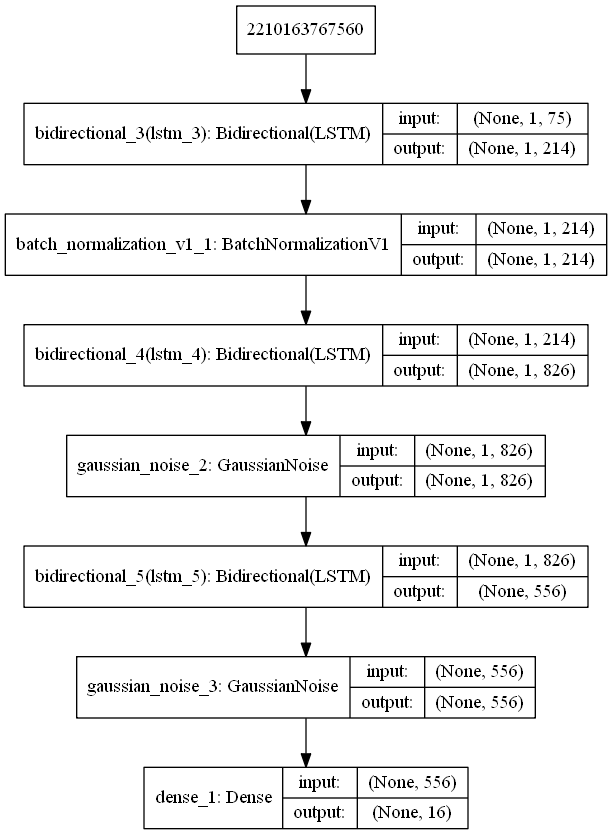 2210163767560
bidirectional_3(lstm_3): Bidirectional(LSTM)
input: (None, 1, 75)
output: (None, 1, 214)
batch_normalization_v1_1: BatchNormalizationV1
input: (None, 1, 214)
output: (None, 1, 214)
bidirectional_4(lstm_4): Bidirectional(LSTM)
input: (None, 1, 214)
output: (None, 1, 826)
gaussian_noise_2: GaussianNoise
input: (None, 1, 826)
output: (None, 1, 826)
bidirectional_5(lstm_5): Bidirectional(LSTM)
input: (None, 1, 826)
output: (None, 556)
gaussian_noise_3: GaussianNoise
input: (None, 556)
output: (None, 556)
dense_1: Dense
input: (None, 556)
output: (None, 16)